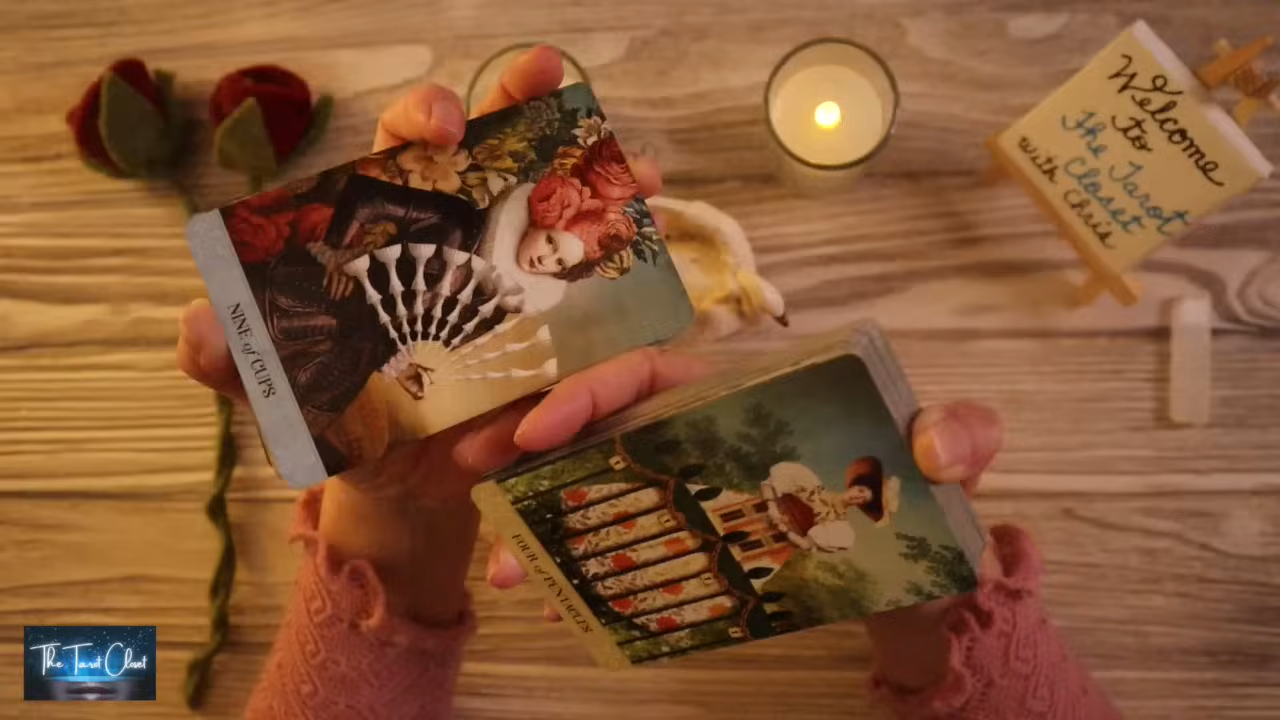 NINE of CUPS
FOUR of PENTACLES
Welcome
to
The Tarot
Closet
with Chris
The Tarot Closet